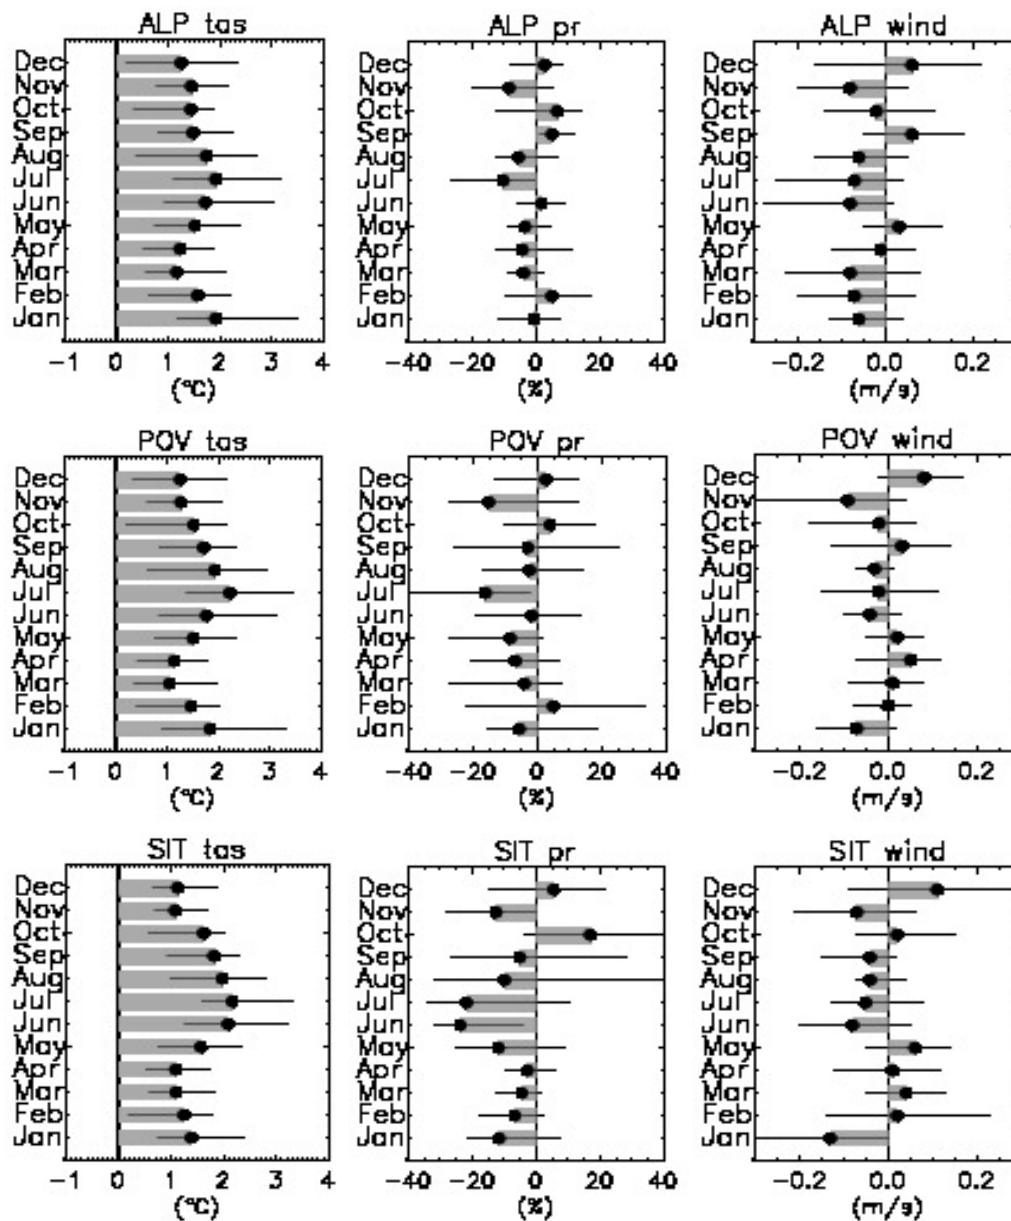 ALP tas ALP pr ALP wind
Dec Dec Dec
Nov Nov Nov
Oct Oct Oct
Sep Sep Sep
Aug Aug Aug
Jul Jul Jul
Jun Jun Jun
May May May
Apr Apr Apr
Mar Mar Mar
Feb Feb Feb
Jan Jan Jan
−1 0 1 2 3 4 −40 −20 0 20 40 −0.2 0.0 0.2
(°C) (%) (m/s)
POV tas POV pr POV wind
Dec Dec Dec
Nov Nov Nov
Oct Oct Oct
Sep Sep Sep
Aug Aug Aug
Jul Jul Jul
Jun Jun Jun
May May May
Apr Apr Apr
Mar Mar Mar
Feb Feb Feb
Jan Jan Jan
−1 0 1 2 3 4 −40 −20 0 20 40 −0.2 0.0 0.2
(°C) (%) (m/s)
SIT tas SIT pr SIT wind
Dec Dec Dec
Nov Nov Nov
Oct Oct Oct
Sep Sep Sep
Aug Aug Aug
Jul Jul Jul
Jun Jun Jun
May May May
Apr Apr Apr
Mar Mar Mar
Feb Feb Feb
Jan Jan Jan
−1 0 1 2 3 4 −40 −20 0 20 40 −0.2 0.0 0.2
(°C) (%) (m/s)